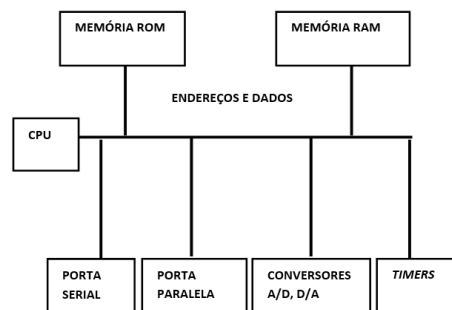 MEMÓRIA ROM
MEMÓRIA RAM
ENDEREÇOS E DADOS
CPU
PORTA
SERIAL
PORTA
PARALELA
CONVERSORES
A/D, D/A
TIMERS